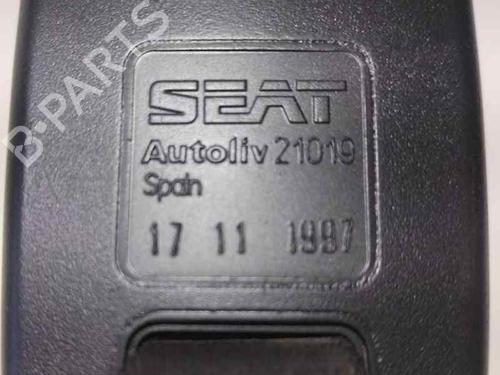 B-PARTS
SEAT
Autoliv 21019
Spain
17 11 1997